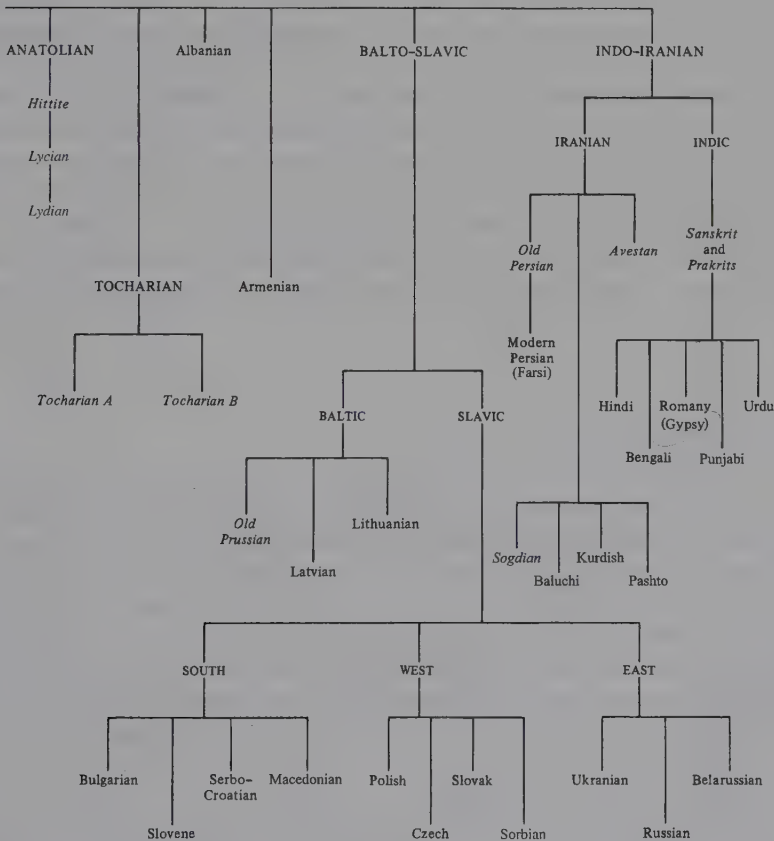 ANATOLIAN
Albanian
BALTO-SLAVIC
INDO-IRANIAN
Hittite
Lycian
Lydian
IRANIAN
INDIC
Old
Persian
Avestan
Sanskrit
and
Prakrits
TOCHARIAN
Armenian
Modern
Persian
(Farsi)
Tocharian A
Tocharian B
BALTIC
SLAVIC
Hindi
Romany
(Gypsy)
Urdu
Bengali
Punjabi
Old
Prussian
Lithuanian
Latvian
Sogdian
Kurdish
Baluchi
Pashto
SOUTH
WEST
EAST
Bulgarian
Serbo-
Croatian
Macedonian
Slovene
Polish
Slovak
Czech
Sorbian
Ukranian
Belarussian
Russian